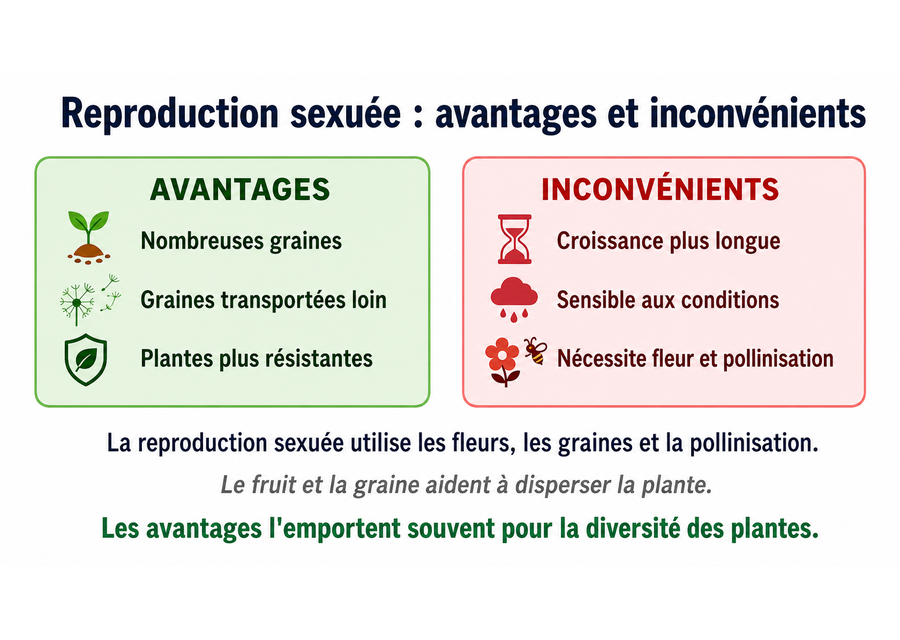 Reproduction sexuée : avantages et inconvénients
AVANTAGES
Nombreuses graines
Graines transportées loin
Plantes plus résistantes
INCONVÉNIENTS
Croissance plus longue
Sensible aux conditions
Nécessite fleur et pollinisation
La reproduction sexuée utilise les fleurs, les graines et la pollinisation.
Le fruit et la graine aident à disperser la plante.
Les avantages l'emportent souvent pour la diversité des plantes.